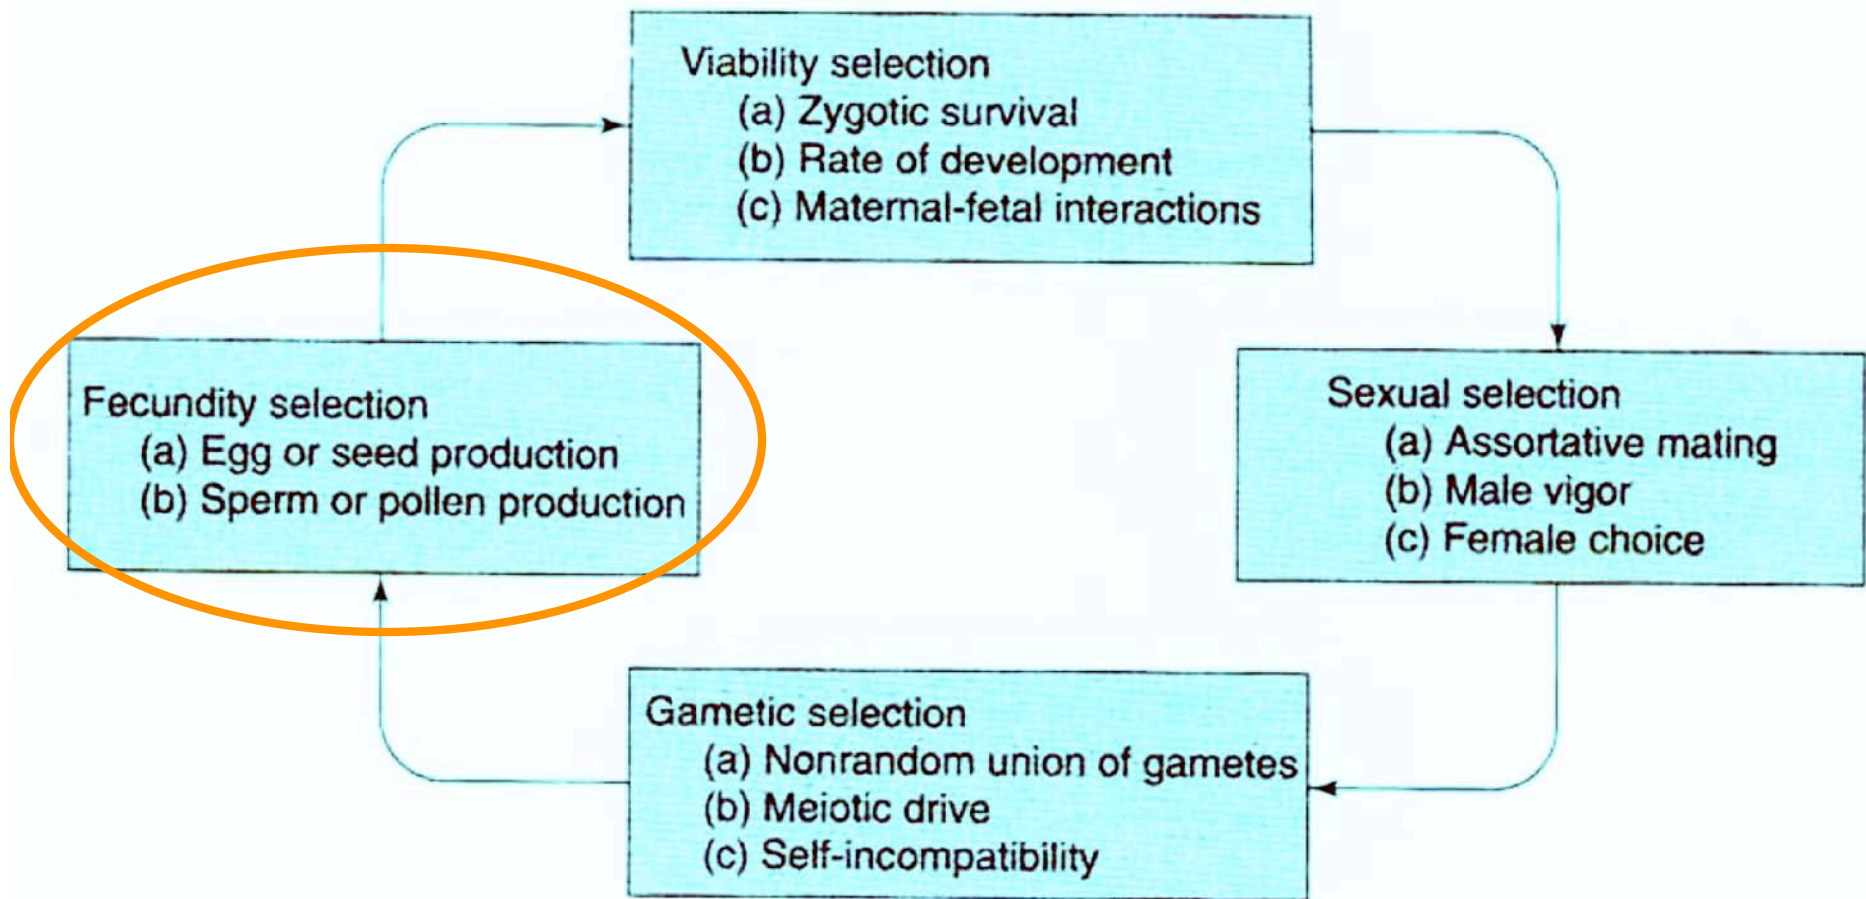 Viability selection
(a) Zygotic survival
(b) Rate of development
(c) Maternal-fetal interactions
Fecundity selection
(a) Egg or seed production
(b) Sperm or pollen production
Sexual selection
(a) Assortative mating
(b) Male vigor
(c) Female choice
Gametic selection
(a) Nonrandom union of gametes
(b) Meiotic drive
(c) Self-incompatibility